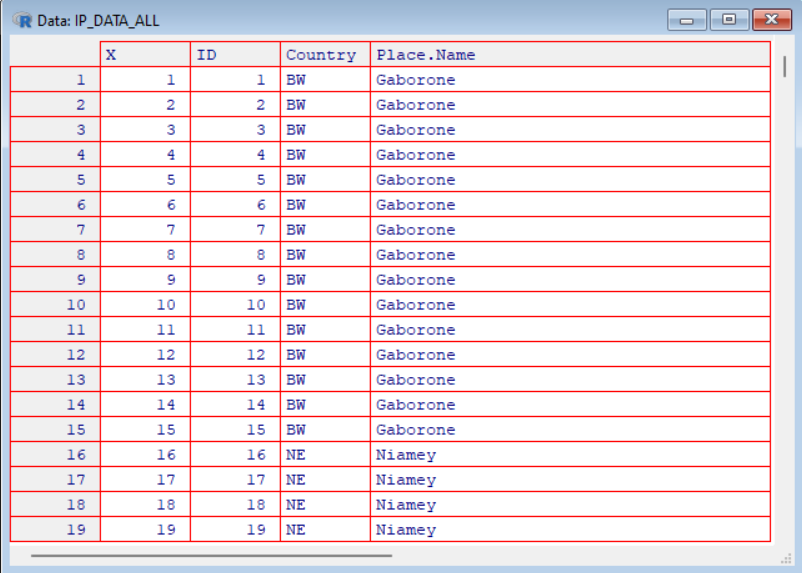 Data: IP_DATA_ALL
X ID Country Place.Name
1 1 1 BW Gaborone
2 2 2 BW Gaborone
3 3 3 BW Gaborone
4 4 4 BW Gaborone
5 5 5 BW Gaborone
6 6 6 BW Gaborone
7 7 7 BW Gaborone
8 8 8 BW Gaborone
9 9 9 BW Gaborone
10 10 10 BW Gaborone
11 11 11 BW Gaborone
12 12 12 BW Gaborone
13 13 13 BW Gaborone
14 14 14 BW Gaborone
15 15 15 BW Gaborone
16 16 16 NE Niamey
17 17 17 NE Niamey
18 18 18 NE Niamey
19 19 19 NE Niamey